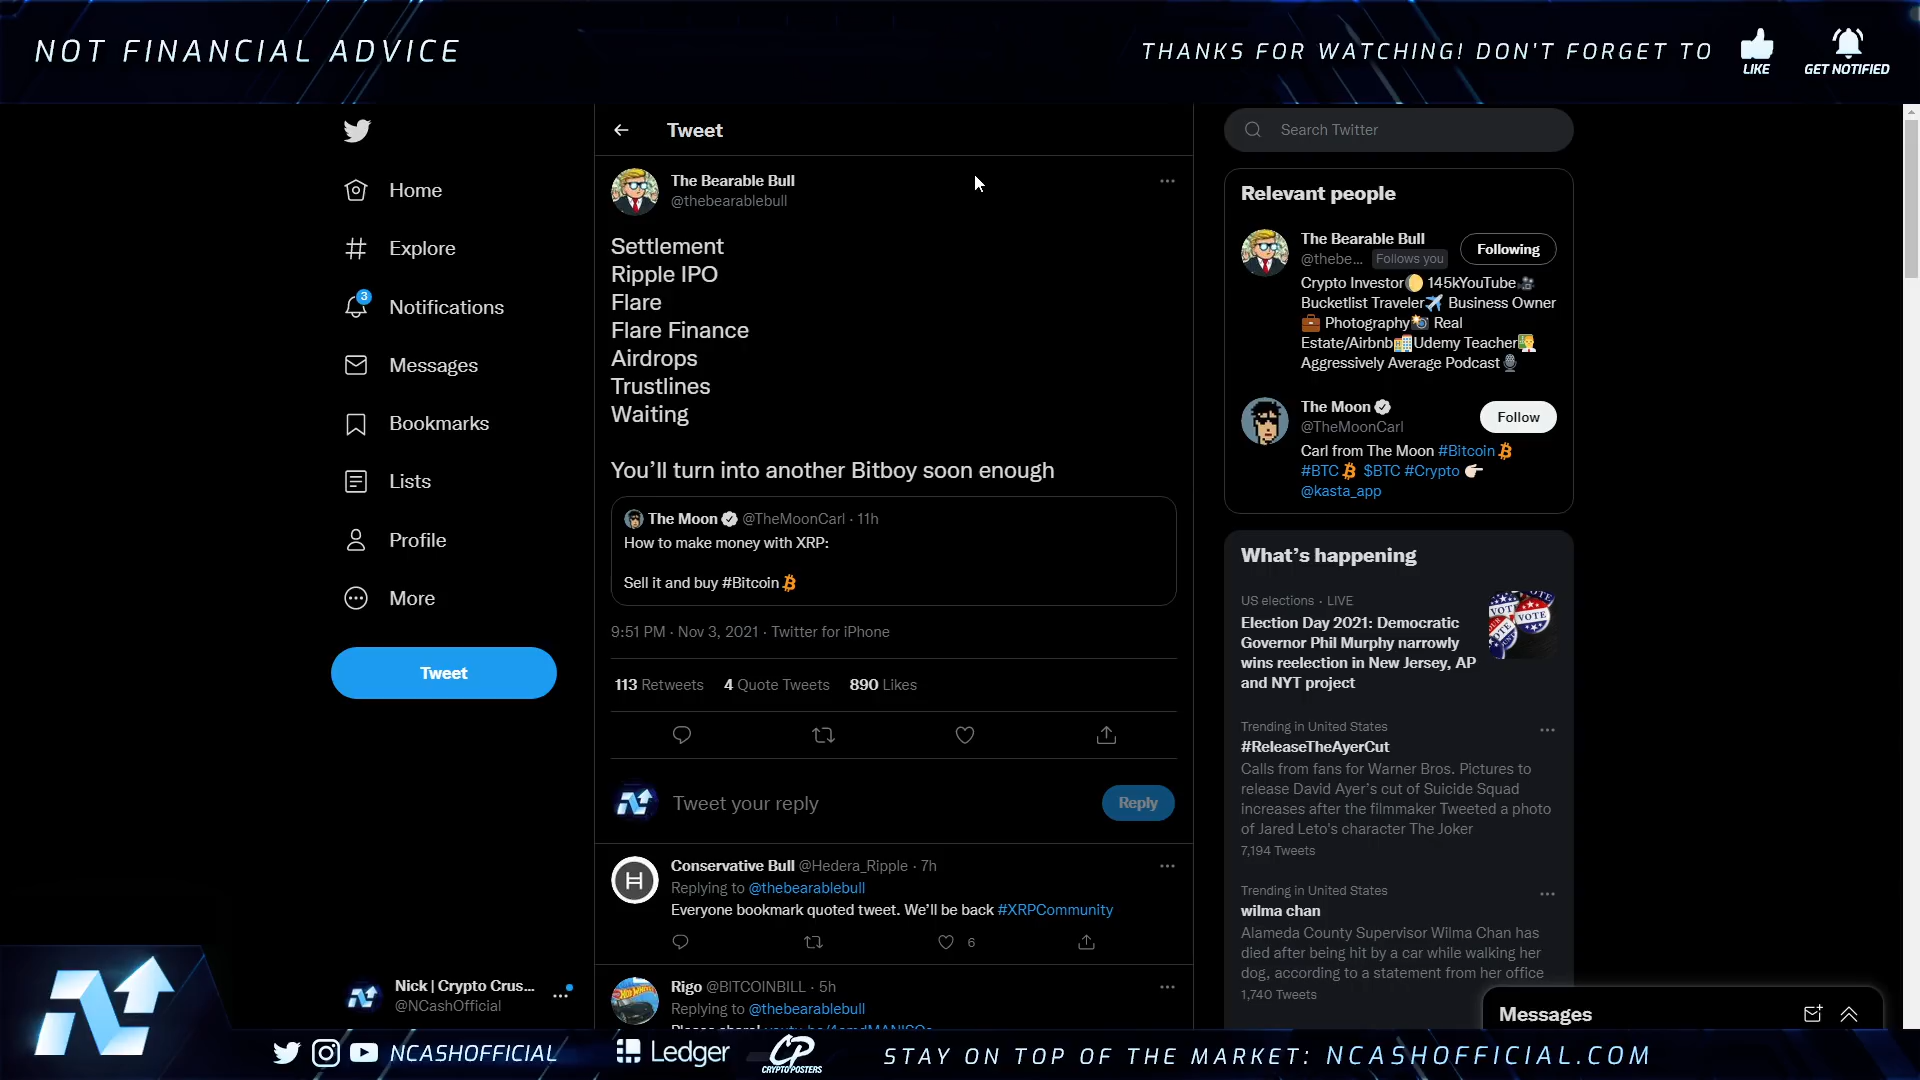 NOT FINANCIAL ADVICE
THANKS FOR WATCHING! DON'T FORGET TO
LIKE
GET NOTIFIED
Home
Explore
3
Notifications
Messages
Bookmarks
Lists
Profile
More
Tweet
Nick | Crypto Crus...
@NCashOfficial
Tweet
The Bearable Bull
@thebearablebull
Settlement
Ripple IPO
Flare
Flare Finance
Airdrops
Trustlines
Waiting
You’ll turn into another Bitboy soon enough
The Moon @TheMoonCarl · 11h
How to make money with XRP:
Sell it and buy #Bitcoin
9:51 PM · Nov 3, 2021 · Twitter for iPhone
113 Retweets 4 Quote Tweets 890 Likes
Tweet your reply
Reply
Conservative Bull @Hedera_Ripple · 7h
Replying to @thebearablebull
Everyone bookmark quoted tweet. We’ll be back #XRPCommunity
6
Rigo @BITCOINBILL · 5h
Replying to @thebearablebull
Search Twitter
Relevant people
The Bearable Bull
@thebe... Follows you
Following
Crypto Investor 145kYouTube
Bucketlist Traveler Business Owner
Photography Real
Estate/Airbnb Udemy Teacher
Aggressively Average Podcast
The Moon
@TheMoonCarl
Follow
Carl from The Moon #Bitcoin
#BTC $BTC #Crypto
@kasta_app
What’s happening
US elections · LIVE
Election Day 2021: Democratic
Governor Phil Murphy narrowly
wins reelection in New Jersey, AP
and NYT project
VOTE
Trending in United States
#ReleaseTheAyerCut
Calls from fans for Warner Bros. Pictures to
release David Ayer’s cut of Suicide Squad
increases after the filmmaker Tweeted a photo
of Jared Leto’s character The Joker
7,194 Tweets
Trending in United States
wilma chan
Alameda County Supervisor Wilma Chan has
died after being hit by a car while walking her
dog, according to a statement from her office
1,740 Tweets
Messages
NCASHOFFICIAL
Ledger
CP
CRYPTOPOSTERS
STAY ON TOP OF THE MARKET: NCASHOFFICIAL.COM